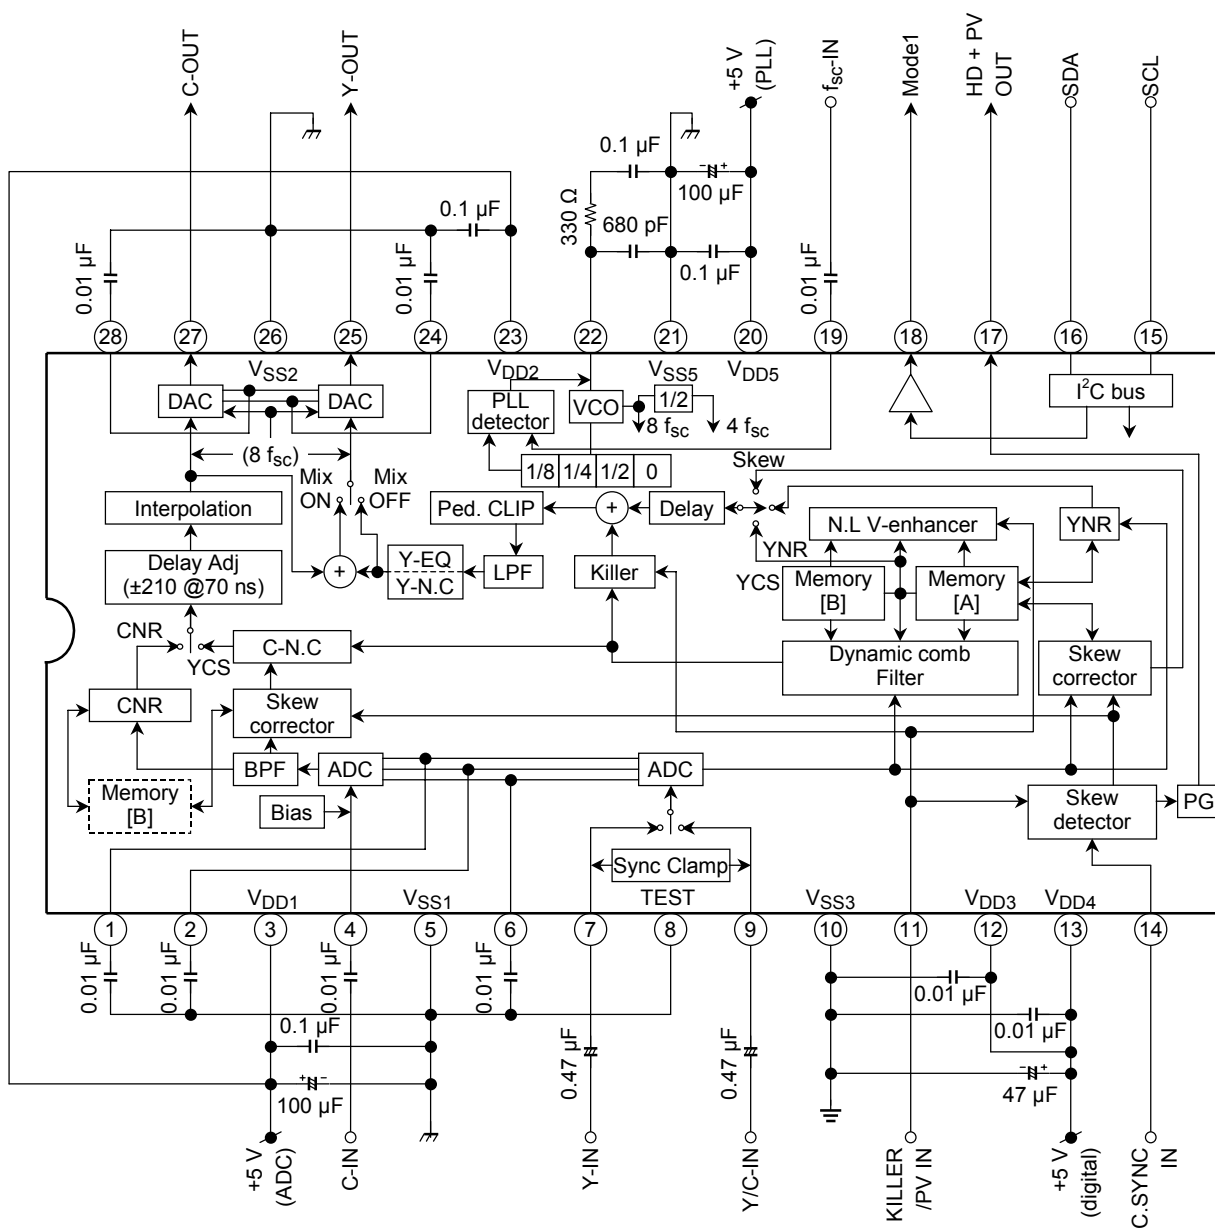 C-OUT
Y-OUT
+5 V
(PLL)
fsc-IN
Mode1
HD + PV
OUT
SDA
SCL
0.1 µF
100 µF
330 Ω
680 pF
0.1 µF
0.1 µF
0.01 µF
0.01 µF
0.01 µF
28
27
26
25
24
23
22
21
20
19
18
17
16
15
VSS2
VDD2
VSS5
VDD5
DAC
DAC
PLL
detector
VCO
1/2
8 fsc
4 fsc
I²C bus
(8 fsc)
1/8
1/4
1/2
0
Mix
ON
Mix
OFF
Skew
Interpolation
Ped. CLIP
+
Delay
N.L V-enhancer
YNR
YNR
Delay Adj
(±210 @70 ns)
+
Y-EQ
Y-N.C
LPF
Killer
YCS
Memory
[B]
Memory
[A]
CNR
YCS
C-N.C
Dynamic comb
Filter
Skew
corrector
CNR
Skew
corrector
BPF
ADC
ADC
Memory
[B]
Bias
Skew
detector
PG
Sync Clamp
VDD1
VSS1
TEST
VSS3
VDD3
VDD4
1
2
3
4
5
6
7
8
9
10
11
12
13
14
0.01 µF
0.01 µF
0.01 µF
0.01 µF
0.01 µF
0.01 µF
0.1 µF
0.47 µF
0.47 µF
100 µF
47 µF
+5 V
(ADC)
C-IN
Y-IN
Y/C-IN
KILLER
/PV IN
+5 V
(digital)
C.SYNC
IN